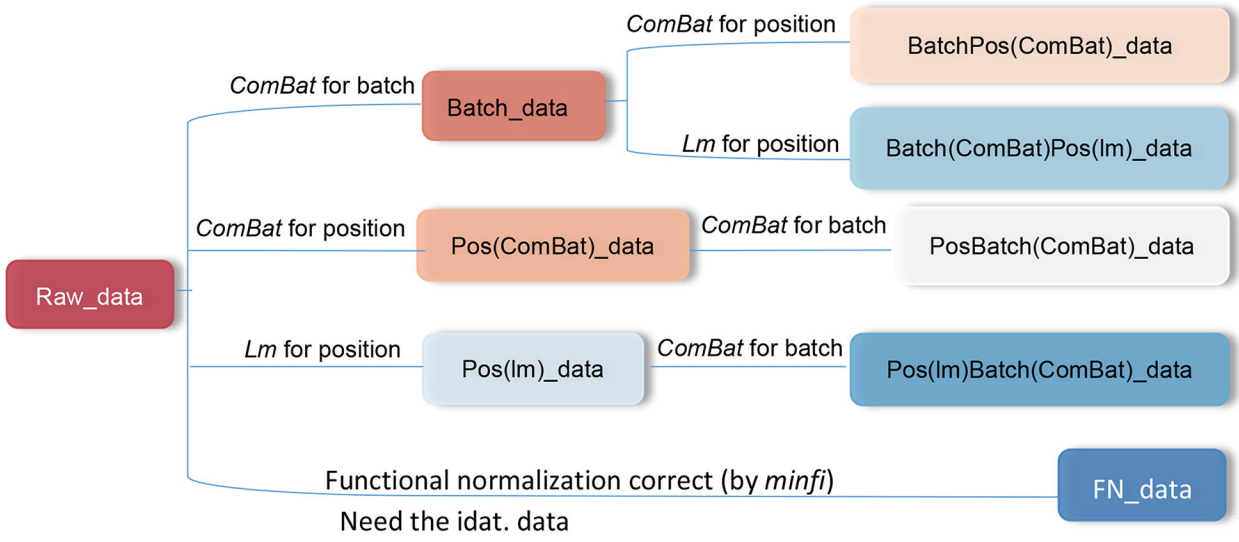 ComBat for position
BatchPos(ComBat)_data
ComBat for batch
Batch_data
Lm for position
Batch(ComBat)Pos(lm)_data
ComBat for position
Pos(ComBat)_data
ComBat for batch
PosBatch(ComBat)_data
Raw_data
Lm for position
Pos(lm)_data
ComBat for batch
Pos(lm)Batch(ComBat)_data
Functional normalization correct (by minfi)
FN_data
Need the idat. data